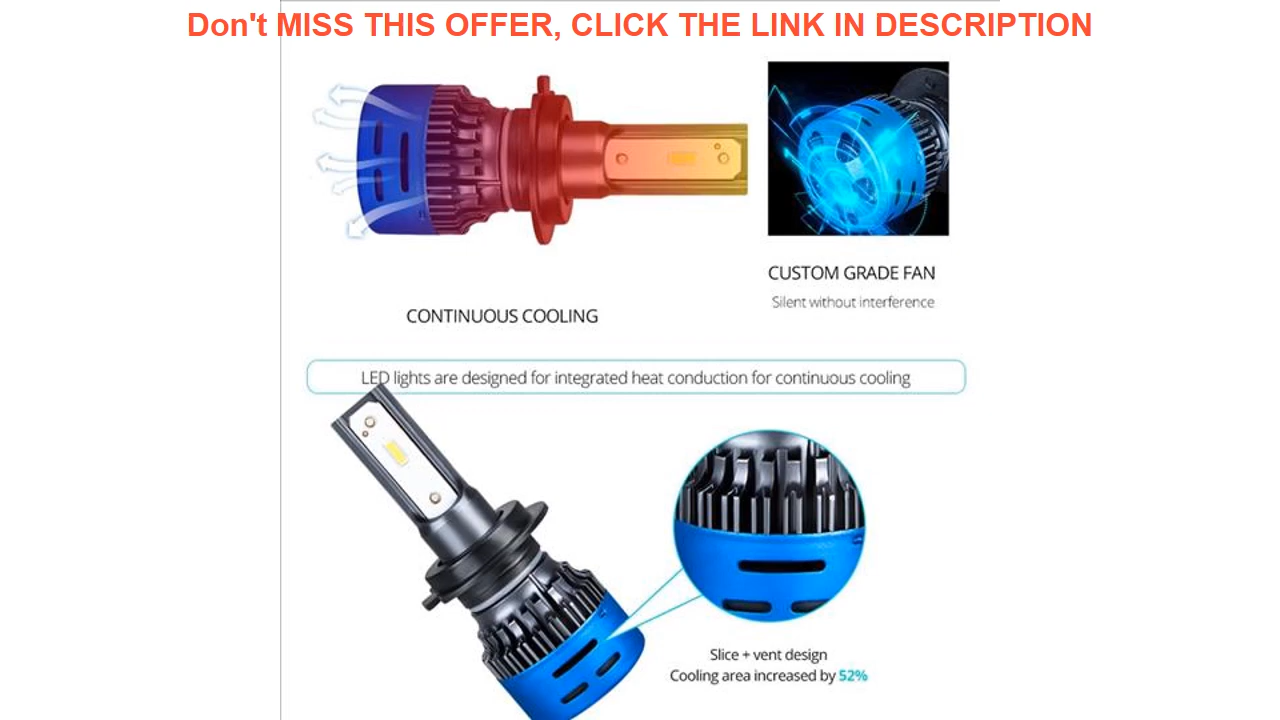 Don't MISS THIS OFFER, CLICK THE LINK IN DESCRIPTION
CUSTOM GRADE FAN
Silent without interference
CONTINUOUS COOLING
LED lights are designed for integrated heat conduction for continuous cooling
Slice + vent design
Cooling area increased by 52%